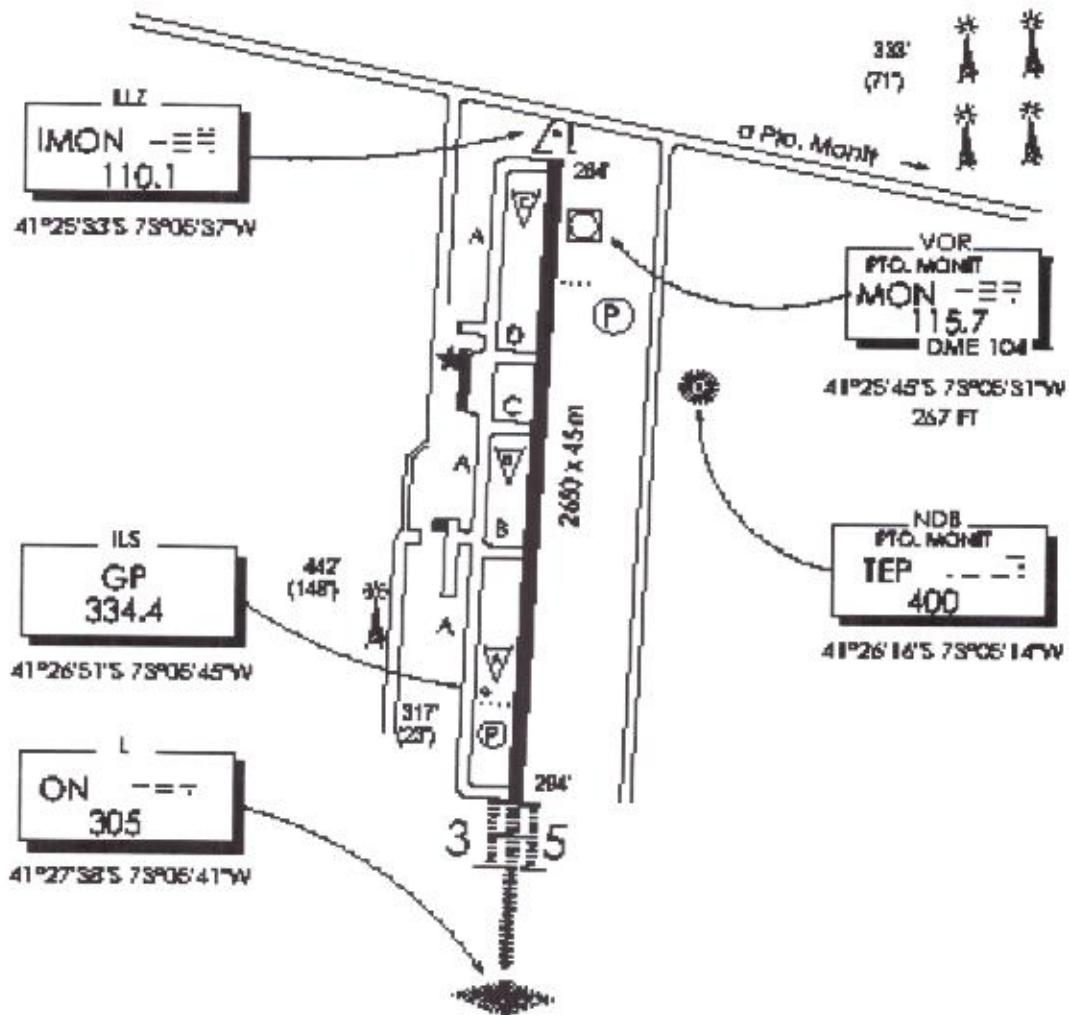 333'
(71')
ILLZ
IMON
110.1
41°25'33"S 73°05'37"W
a Pto. Montt
284'
VOR
PTO. MONTT
MON
115.7
DME 104
41°25'45"S 73°05'31"W
267 FT
A
D
P
C
A
B
2650 x 45m
ILS
GP
334.4
41°26'51"S 73°05'45"W
442'
(148')
A
NDB
PTO. MONTT
TEP
400
41°26'16"S 73°05'14"W
A
317'
(23')
P
294'
L
ON
305
41°27'38"S 73°05'41"W
3 5